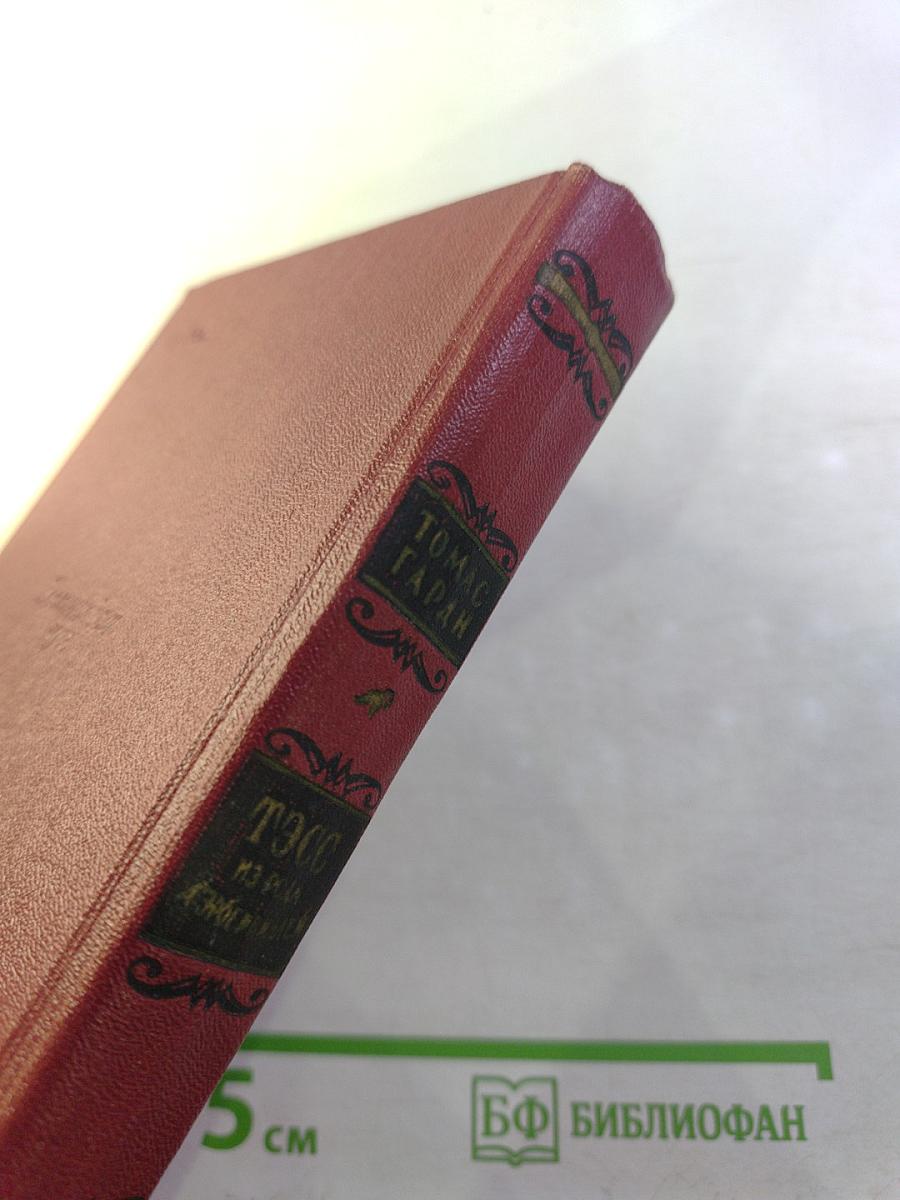 ТОМАС
ГАРДИ
ТЭСС
ИЗ РОДА
Д'ЭРБЕРВИЛЛЕЙ
5 см
БФ БИБЛИОФАН